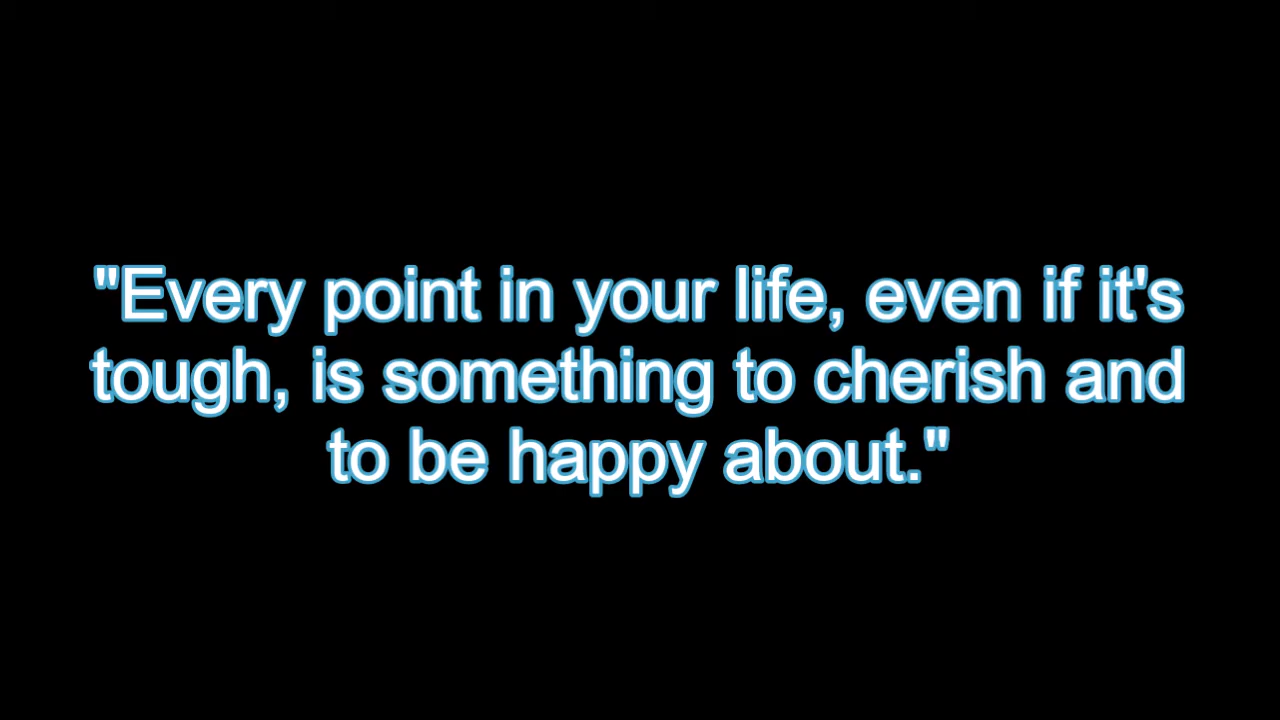 "Every point in your life, even if it's
tough, is something to cherish and
to be happy about."